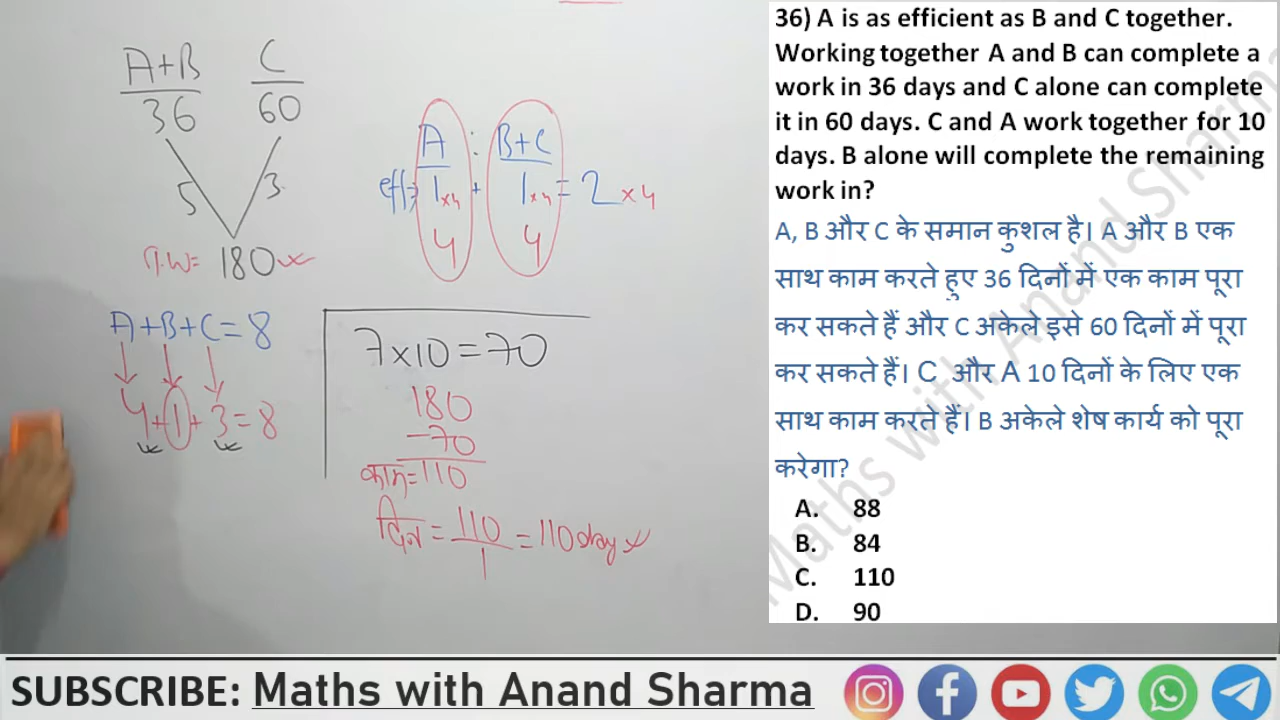 A+B C
36 60
5 3
T.W= 180
A : B+C
eff= 1×4 + 1×4 = 2 ×4
4 4
A+B+C=8
4+1+3=8
7×10=70
180
-70
काम=110
दिन = 110/1 = 110 day
36) A is as efficient as B and C together.
Working together A and B can complete a
work in 36 days and C alone can complete
it in 60 days. C and A work together for 10
days. B alone will complete the remaining
work in?
A, B और C के समान कुशल है। A और B एक
साथ काम करते हुए 36 दिनों में एक काम पूरा
कर सकते हैं और C अकेले इसे 60 दिनों में पूरा
कर सकते हैं। C और A 10 दिनों के लिए एक
साथ काम करते हैं। B अकेले शेष कार्य को पूरा
करेगा?
A. 88
B. 84
C. 110
D. 90
Maths with Anand Sharma
SUBSCRIBE: Maths with Anand Sharma